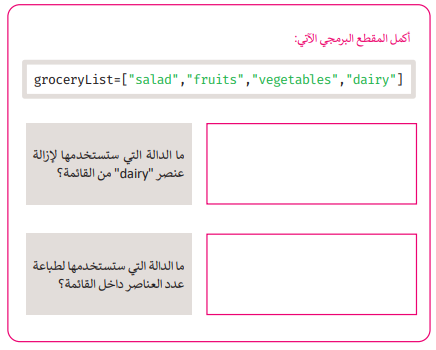 أكمل المقطع البرمجي الآتي:
groceryList=["salad","fruits","vegetables","dairy"]
ما الدالة التي ستستخدمها لإزالة
عنصر "dairy" من القائمة؟
ما الدالة التي ستستخدمها لطباعة
عدد العناصر داخل القائمة؟